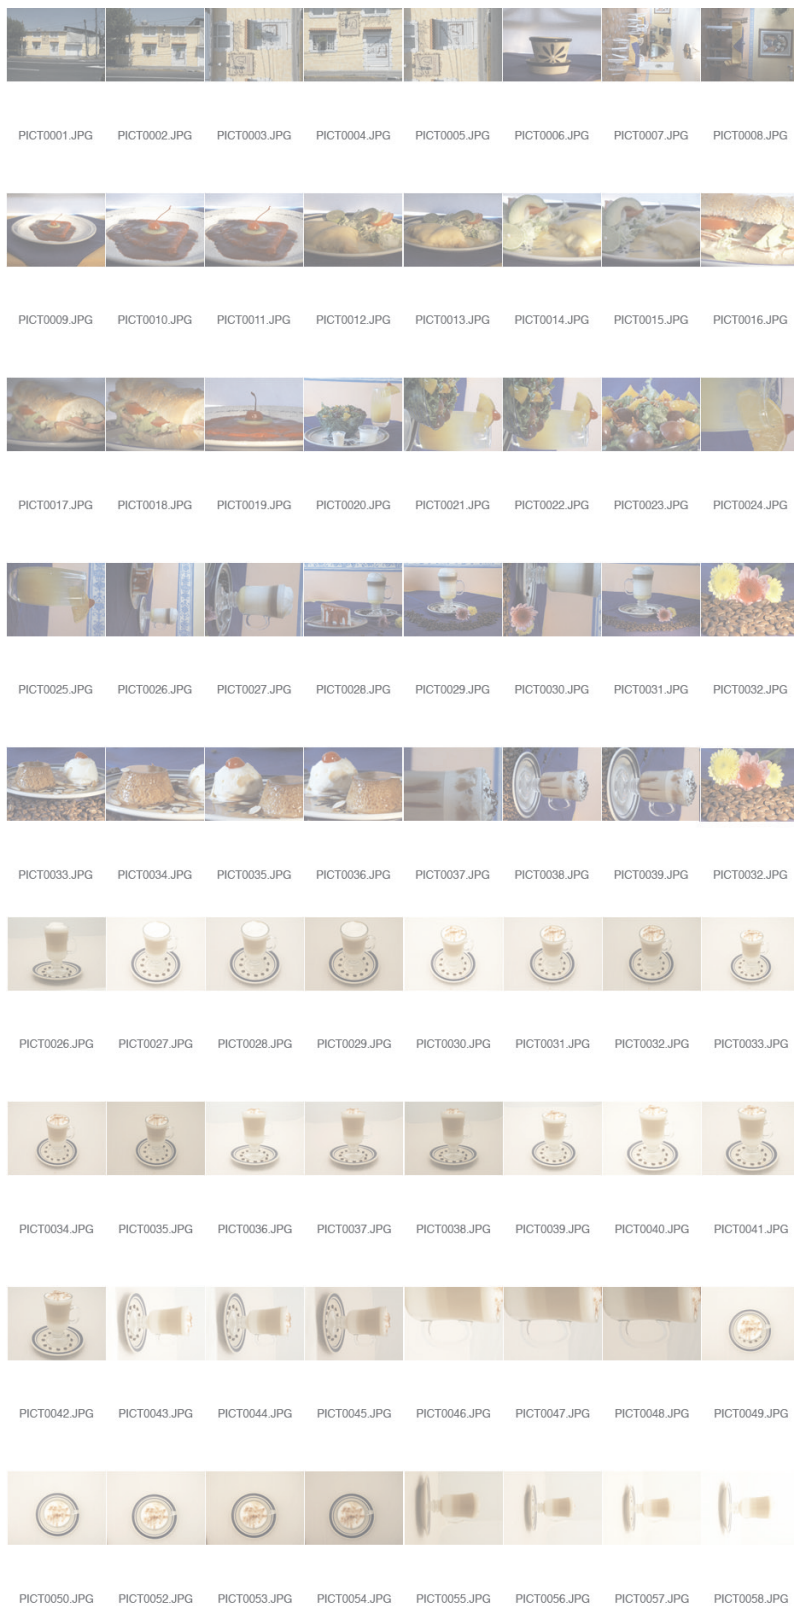 PICT0001.JPG PICT0002.JPG PICT0003.JPG PICT0004.JPG PICT0005.JPG PICT0006.JPG PICT0007.JPG PICT0008.JPG
PICT0009.JPG PICT0010.JPG PICT0011.JPG PICT0012.JPG PICT0013.JPG PICT0014.JPG PICT0015.JPG PICT0016.JPG
PICT0017.JPG PICT0018.JPG PICT0019.JPG PICT0020.JPG PICT0021.JPG PICT0022.JPG PICT0023.JPG PICT0024.JPG
PICT0025.JPG PICT0026.JPG PICT0027.JPG PICT0028.JPG PICT0029.JPG PICT0030.JPG PICT0031.JPG PICT0032.JPG
PICT0033.JPG PICT0034.JPG PICT0035.JPG PICT0036.JPG PICT0037.JPG PICT0038.JPG PICT0039.JPG PICT0032.JPG
PICT0026.JPG PICT0027.JPG PICT0028.JPG PICT0029.JPG PICT0030.JPG PICT0031.JPG PICT0032.JPG PICT0033.JPG
PICT0034.JPG PICT0035.JPG PICT0036.JPG PICT0037.JPG PICT0038.JPG PICT0039.JPG PICT0040.JPG PICT0041.JPG
PICT0042.JPG PICT0043.JPG PICT0044.JPG PICT0045.JPG PICT0046.JPG PICT0047.JPG PICT0048.JPG PICT0049.JPG
PICT0050.JPG PICT0052.JPG PICT0053.JPG PICT0054.JPG PICT0055.JPG PICT0056.JPG PICT0057.JPG PICT0058.JPG